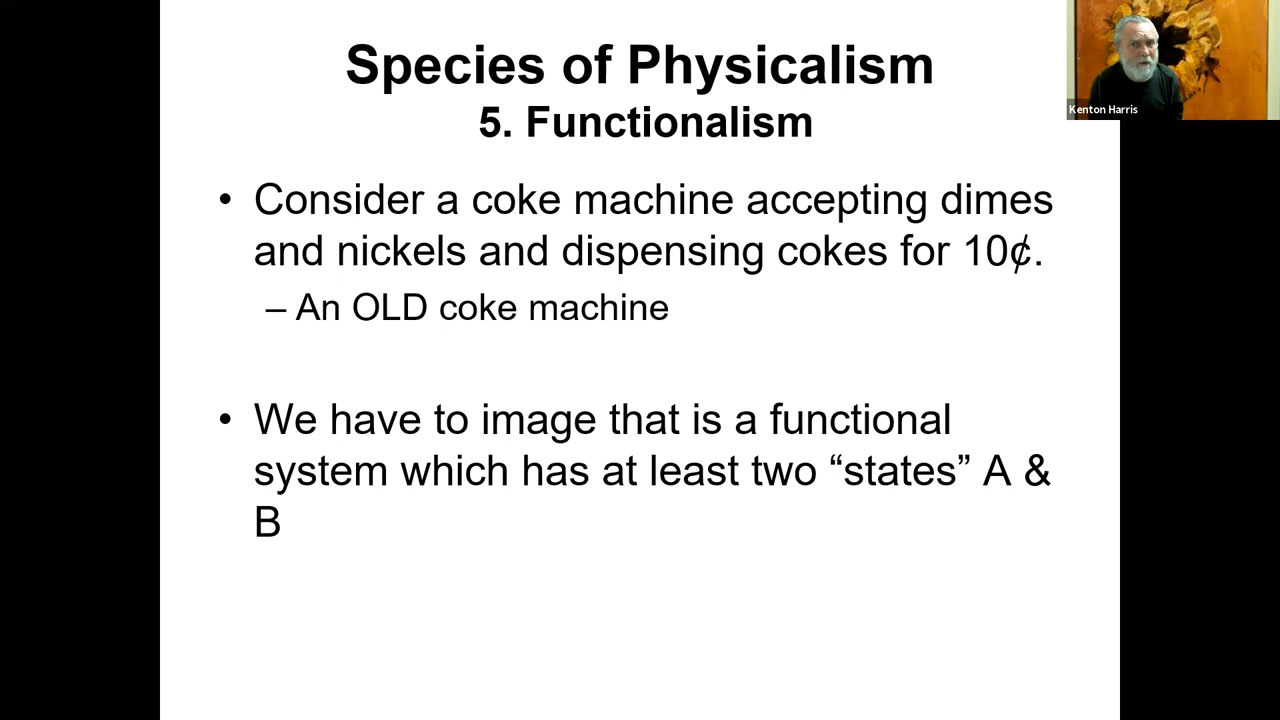 Species of Physicalism
5. Functionalism
Kenton Harris
• Consider a coke machine accepting dimes
and nickels and dispensing cokes for 10¢.
– An OLD coke machine
• We have to image that is a functional
system which has at least two “states” A &
B